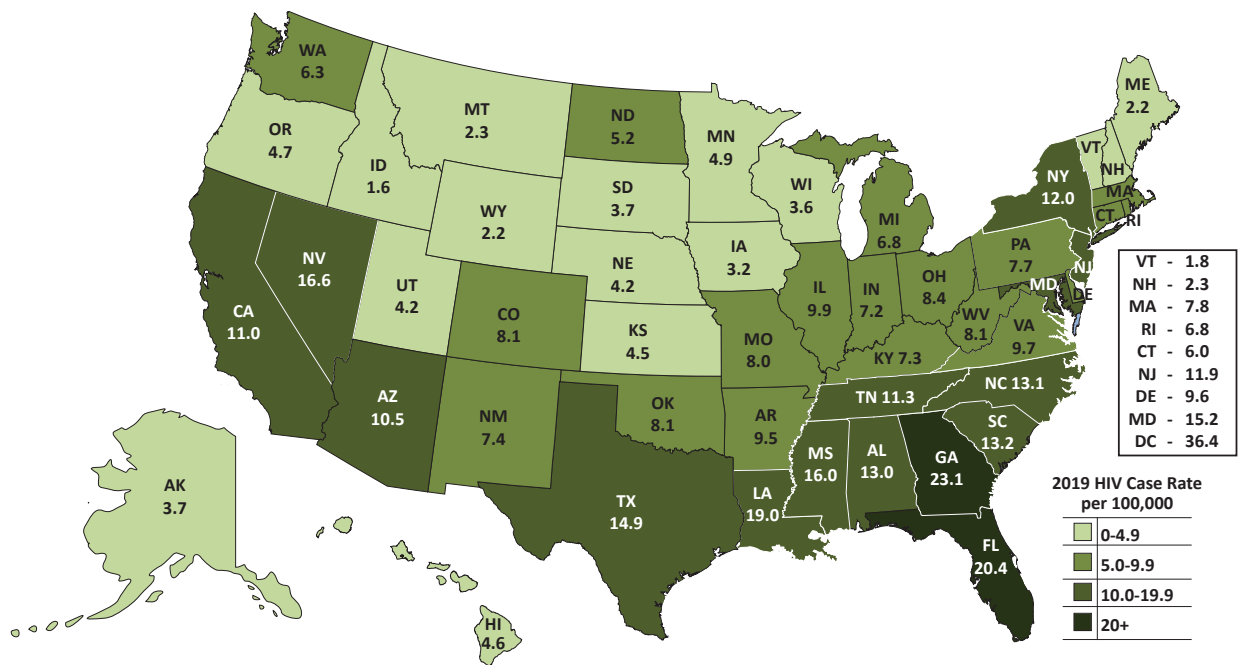 WA
6.3
OR
4.7
ID
1.6
MT
2.3
ND
5.2
MN
4.9
WI
3.6
SD
3.7
WY
2.2
NE
4.2
IA
3.2
MI
6.8
ME
2.2
VT
NH
NY
12.0
MA
CT
RI
PA
7.7
NJ
MD
DE
NV
16.6
CA
11.0
UT
4.2
CO
8.1
KS
4.5
MO
8.0
IL
9.9
IN
7.2
OH
8.4
WV
8.1
VA
9.7
KY 7.3
AZ
10.5
NM
7.4
OK
8.1
AR
9.5
TN 11.3
NC 13.1
SC
13.2
MS
16.0
AL
13.0
GA
23.1
LA
19.0
TX
14.9
FL
20.4
AK
3.7
HI
4.6
VT - 1.8
NH - 2.3
MA - 7.8
RI - 6.8
CT - 6.0
NJ - 11.9
DE - 9.6
MD - 15.2
DC - 36.4
2019 HIV Case Rate
per 100,000
0-4.9
5.0-9.9
10.0-19.9
20+